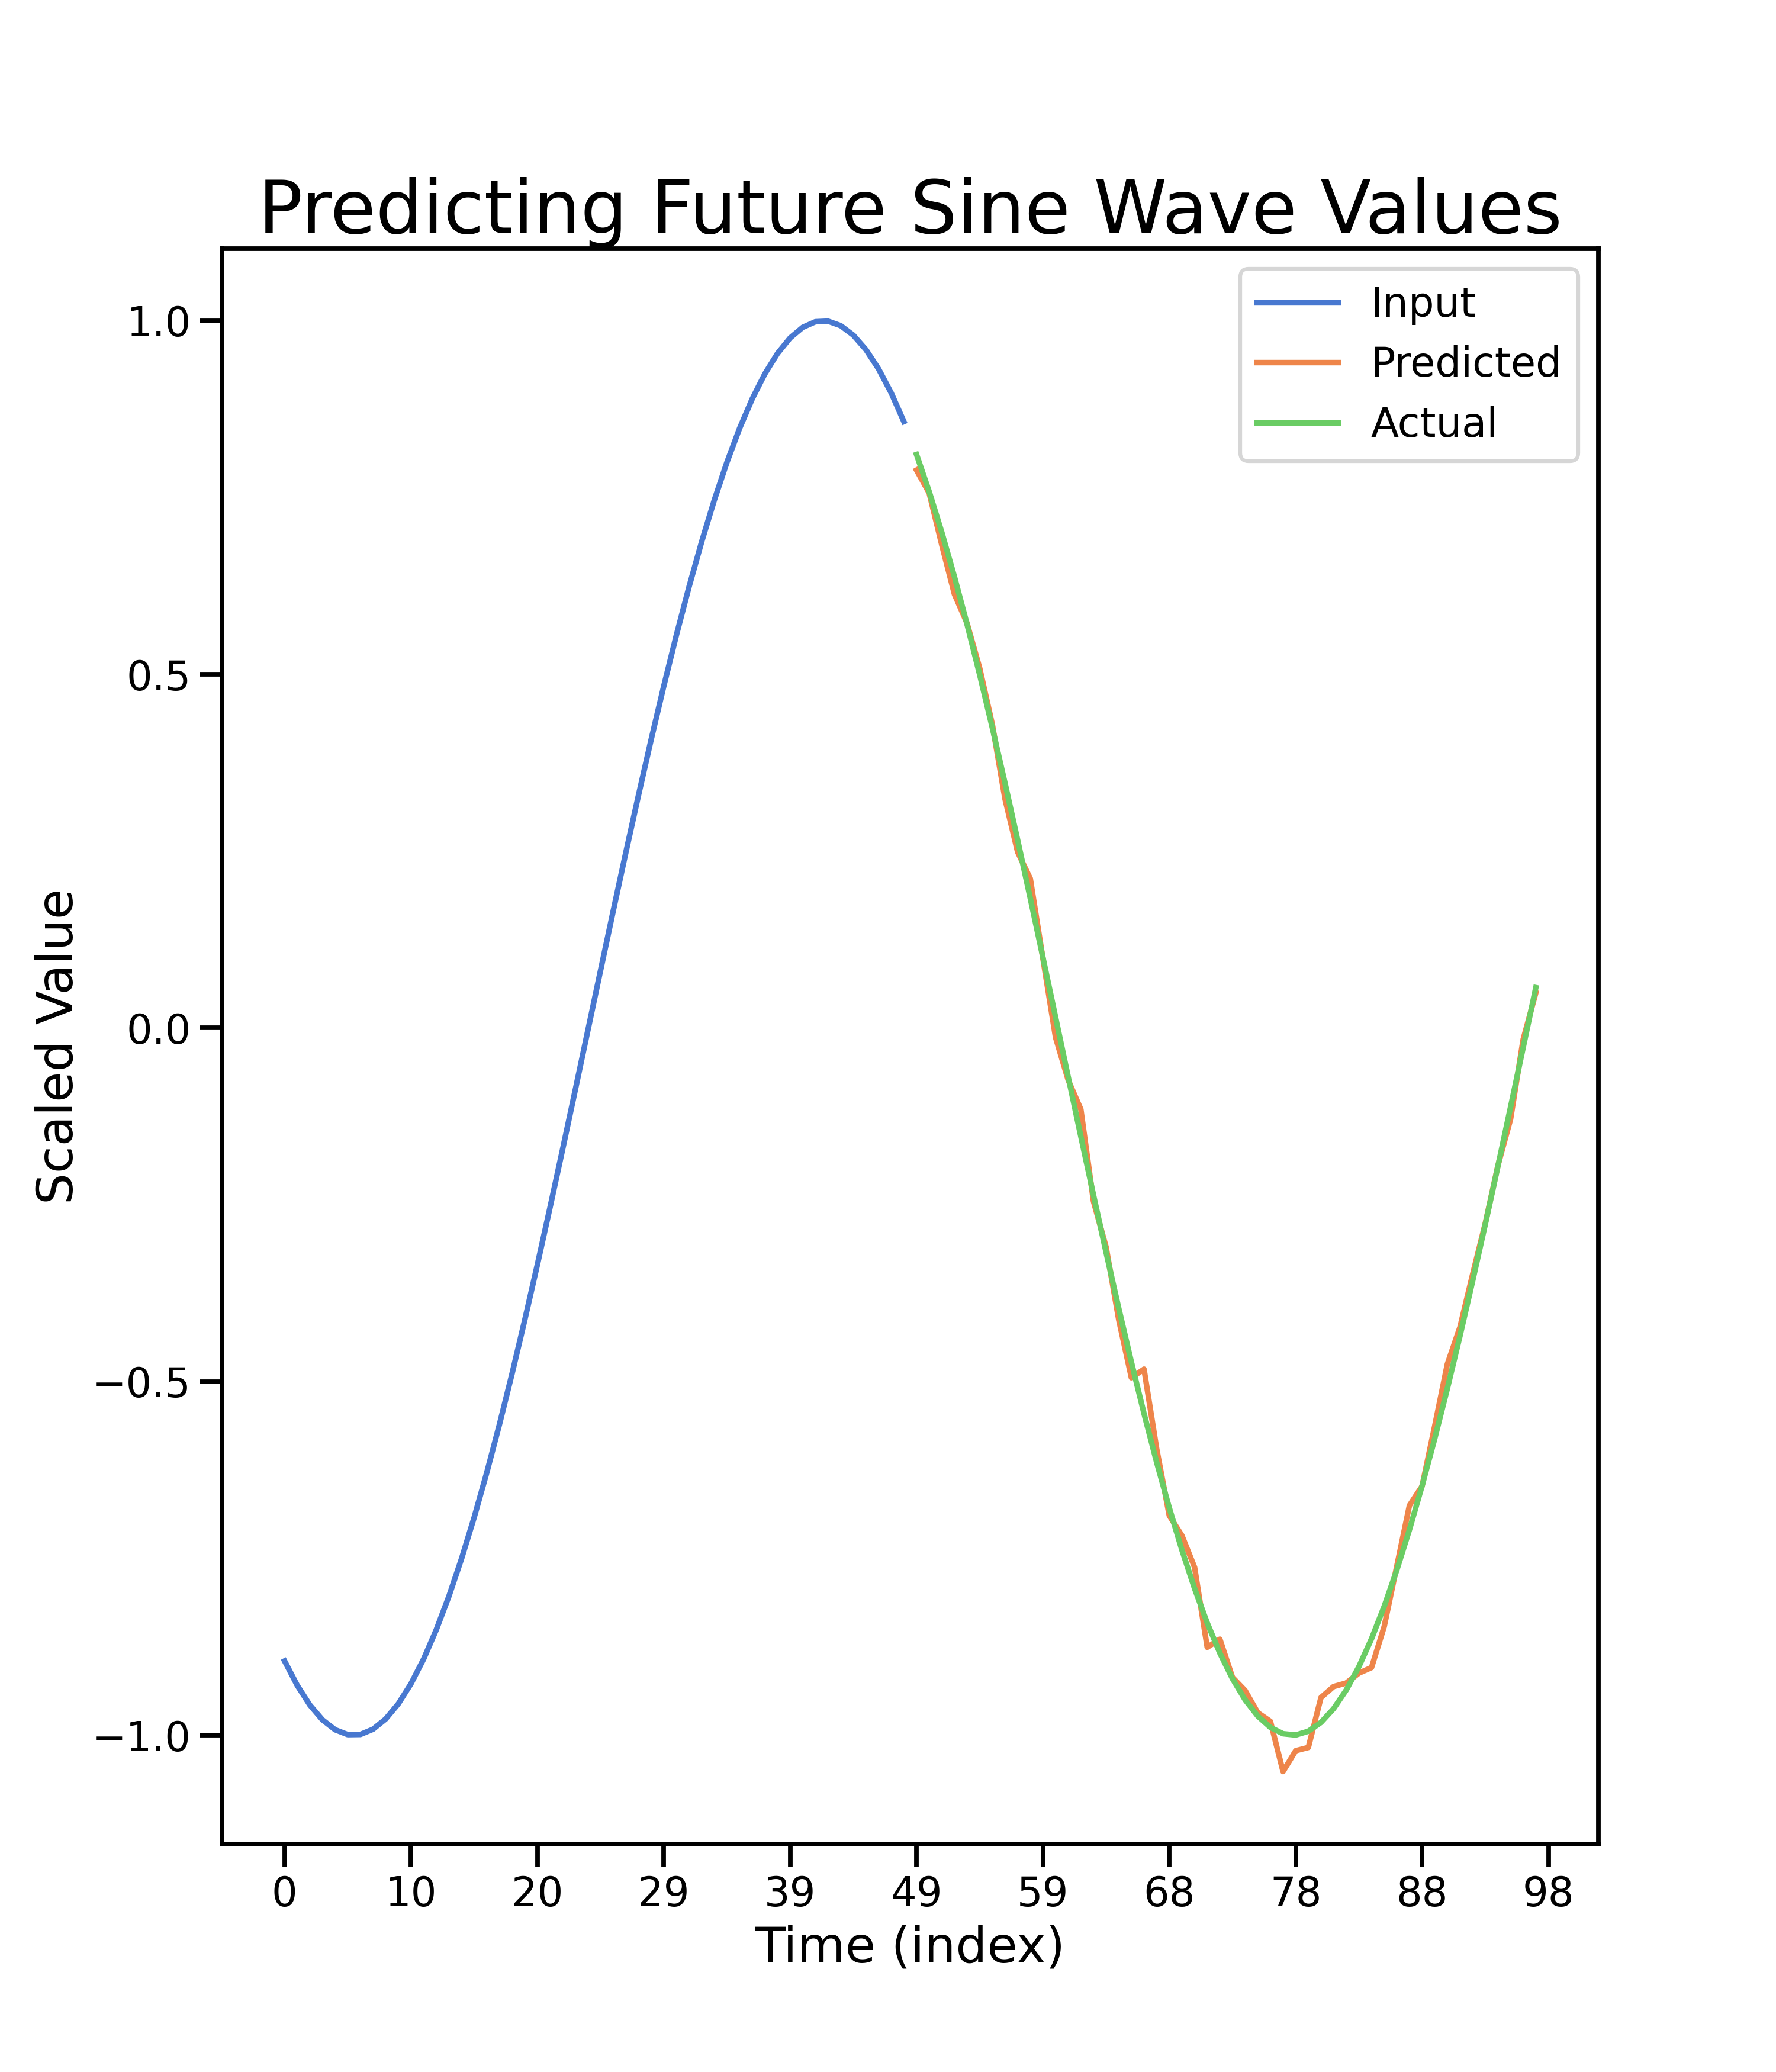 Predicting Future Sine Wave Values
Input
Predicted
Actual
1.0
0.5
0.0
−0.5
−1.0
Scaled Value
0 10 20 29 39 49 59 68 78 88 98
Time (index)